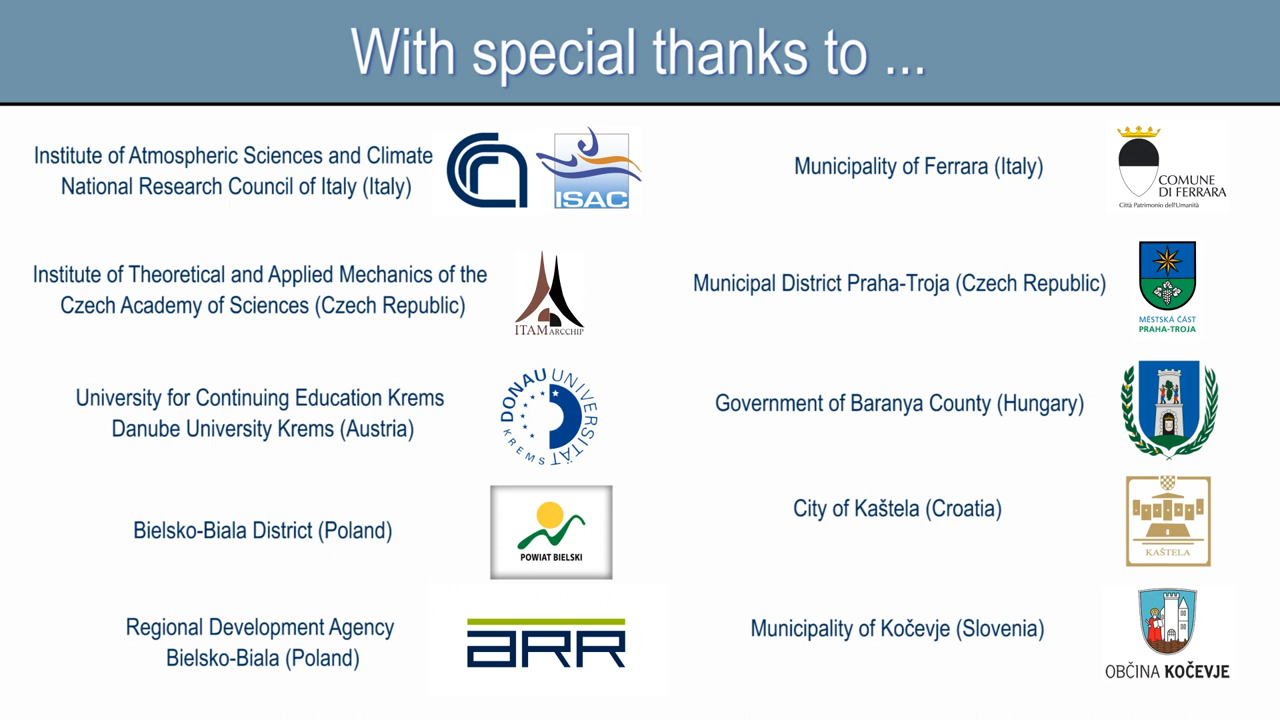 With special thanks to ...
Institute of Atmospheric Sciences and Climate
National Research Council of Italy (Italy)
ISAC
Institute of Theoretical and Applied Mechanics of the
Czech Academy of Sciences (Czech Republic)
ITAM ARCCHIP
University for Continuing Education Krems
Danube University Krems (Austria)
DONAU UNIVERSITÄT
KREMS
Bielsko-Biala District (Poland)
POWIAT BIELSKI
Regional Development Agency
Bielsko-Biala (Poland)
ARR
Municipality of Ferrara (Italy)
COMUNE
DI FERRARA
Città Patrimonio dell'Umanità
Municipal District Praha-Troja (Czech Republic)
MĚSTSKÁ ČÁST
PRAHA-TROJA
Government of Baranya County (Hungary)
City of Kaštela (Croatia)
KAŠTELA
Municipality of Kočevje (Slovenia)
OBČINA KOČEVJE